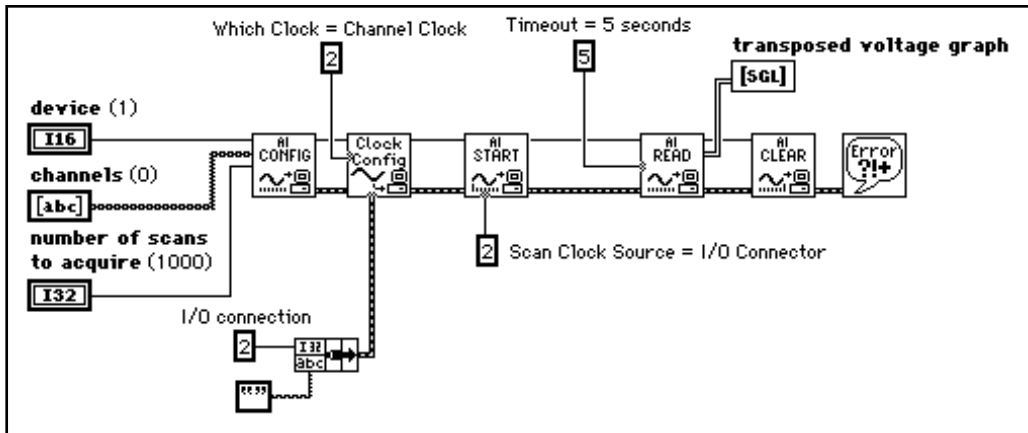 Which Clock = Channel Clock
2
Timeout = 5 seconds
5
transposed voltage graph
[SGL]
device (1)
I16
channels (0)
[abc]
number of scans
to acquire (1000)
I32
AI
CONFIG
Clock
Config
AI
START
AI
READ
AI
CLEAR
Error
?!+
2
Scan Clock Source = I/O Connector
I/O connection
2
I32
abc
""